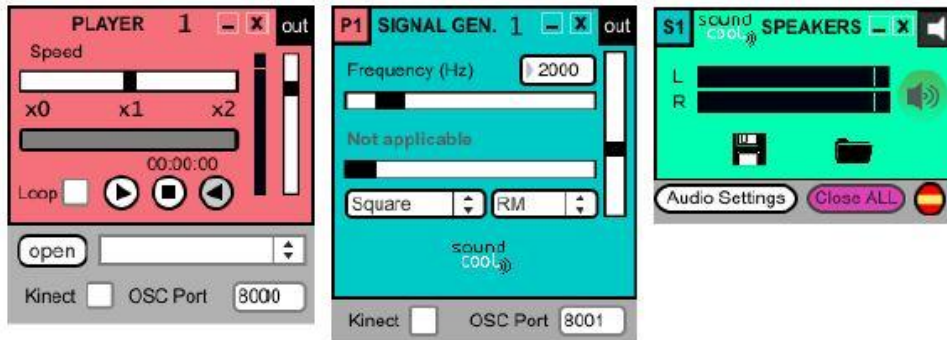 PLAYER 1 – X out
Speed
x0 x1 x2
00:00:00
Loop
open
Kinect OSC Port 8000
P1 SIGNAL GEN. 1 – X out
Frequency (Hz) 2000
Not applicable
Square RM
sound
cool
Kinect OSC Port 8001
S1 sound cool SPEAKERS – X
L
R
Audio Settings Close ALL